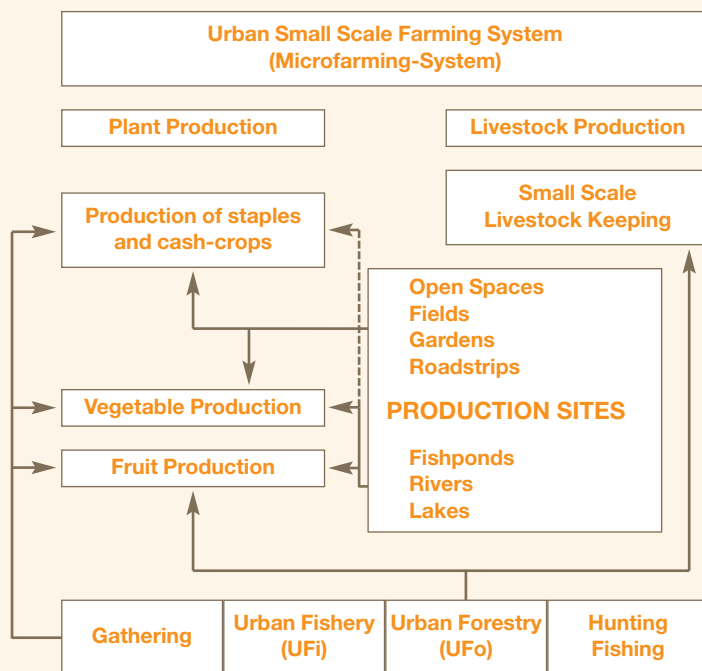 Urban Small Scale Farming System
(Microfarming-System)
Plant Production
Livestock Production
Production of staples
and cash-crops
Small Scale
Livestock Keeping
Open Spaces
Fields
Gardens
Roadstrips
PRODUCTION SITES
Vegetable Production
Fruit Production
Fishponds
Rivers
Lakes
Gathering
Urban Fishery
(UFi)
Urban Forestry
(UFo)
Hunting
Fishing